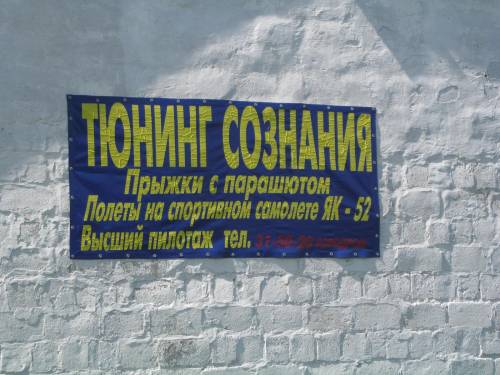 ТЮНИНГ СОЗНАНИЯ
Прыжки с парашютом
Полеты на спортивном самолете ЯК - 52
Высший пилотаж тел.